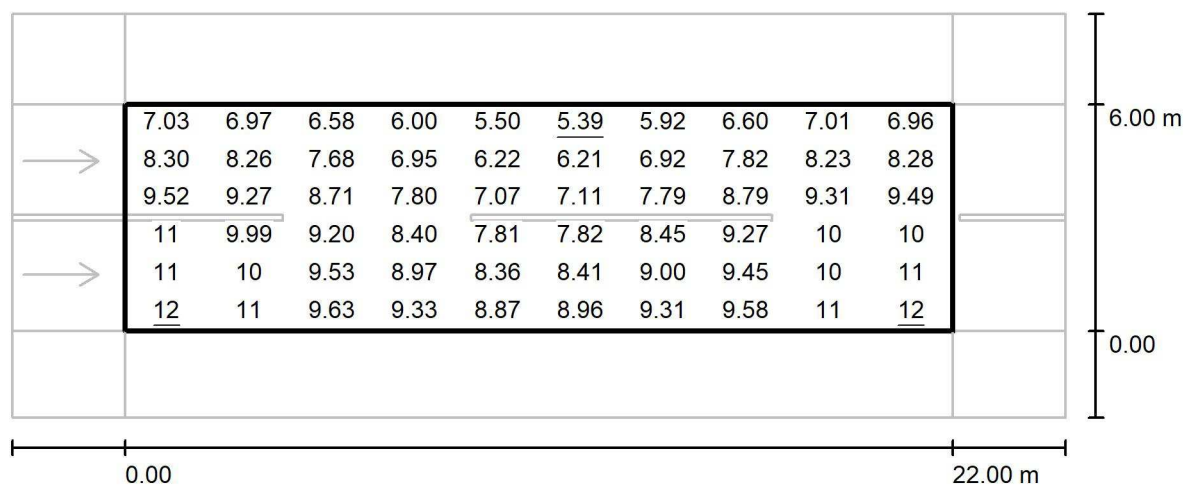 7.03 6.97 6.58 6.00 5.50 5.39 5.92 6.60 7.01 6.96
6.00 m
8.30 8.26 7.68 6.95 6.22 6.21 6.92 7.82 8.23 8.28
9.52 9.27 8.71 7.80 7.07 7.11 7.79 8.79 9.31 9.49
11 9.99 9.20 8.40 7.81 7.82 8.45 9.27 10 10
11 10 9.53 8.97 8.36 8.41 9.00 9.45 10 11
12 11 9.63 9.33 8.87 8.96 9.31 9.58 11 12
0.00
0.00 22.00 m